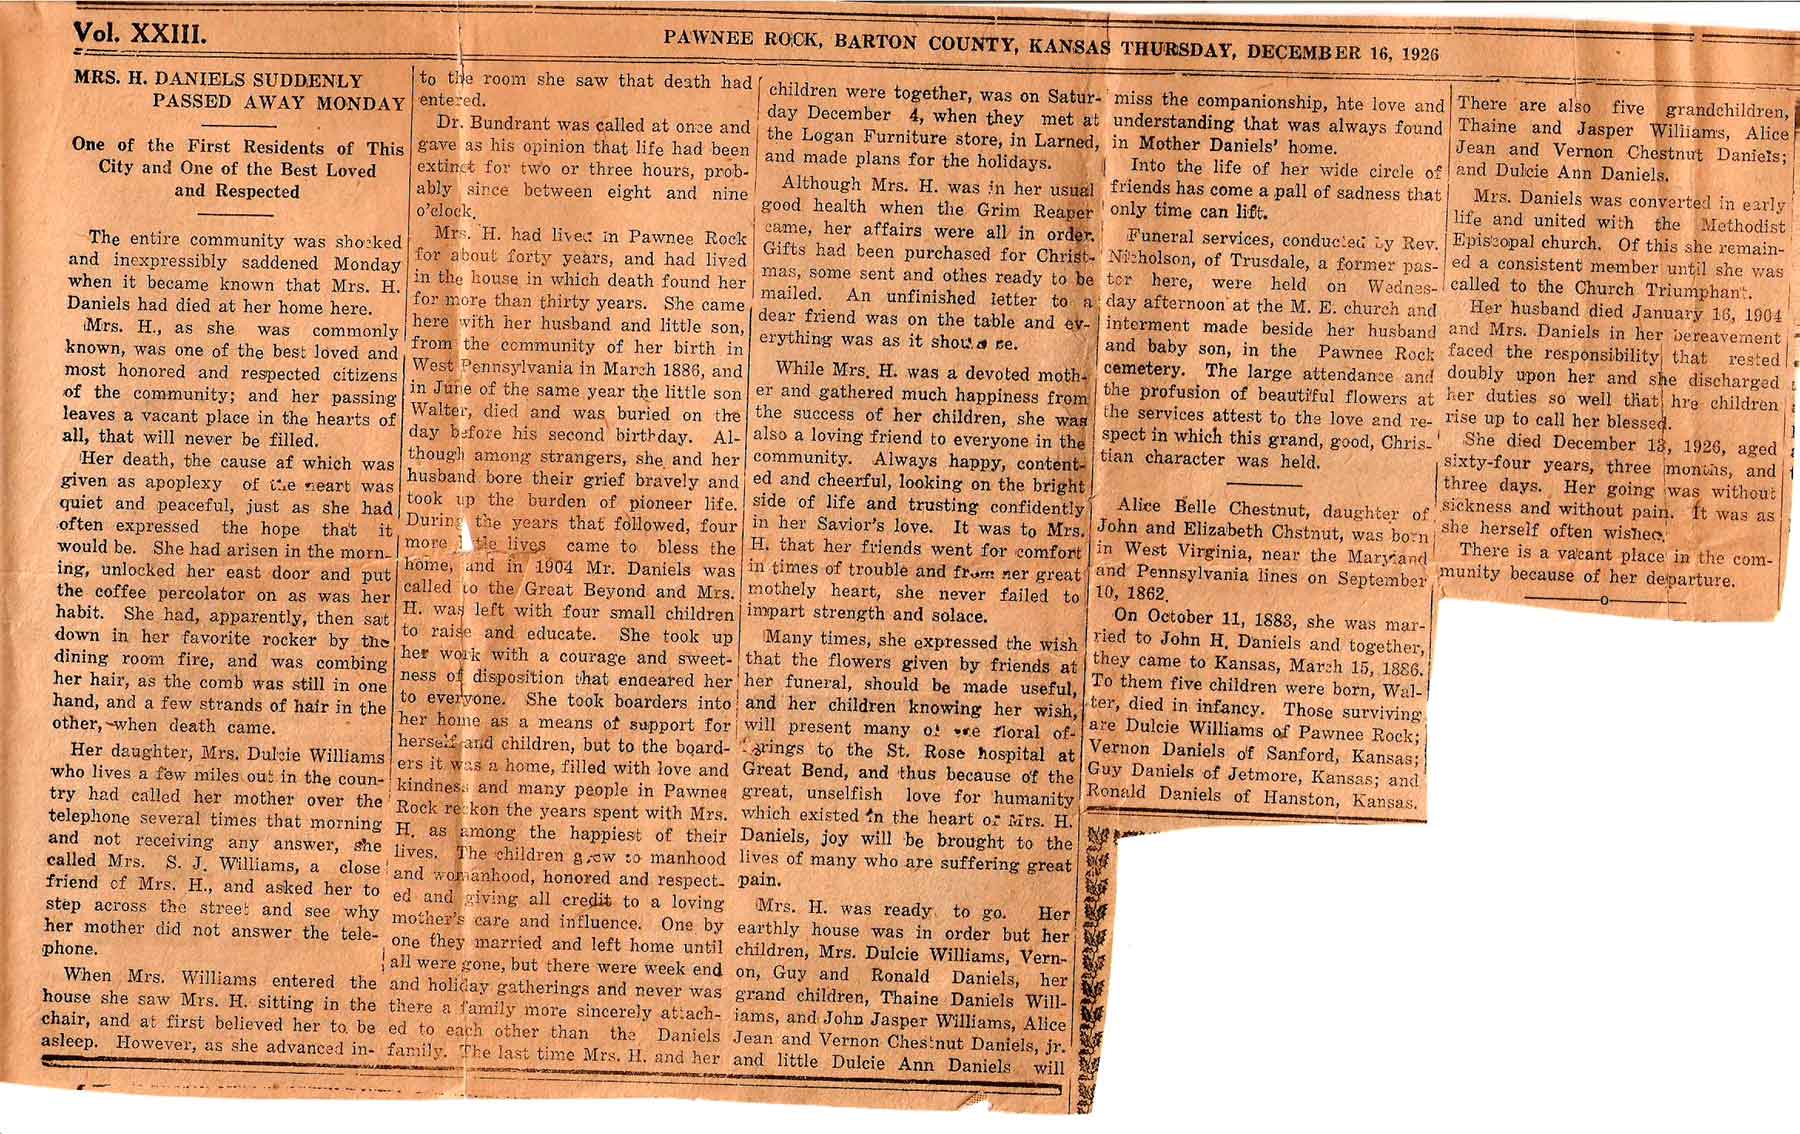 Vol. XXIII.
PAWNEE ROCK, BARTON COUNTY, KANSAS THURSDAY, DECEMBER 16, 1926
MRS. H. DANIELS SUDDENLY
PASSED AWAY MONDAY
One of the First Residents of This
City and One of the Best Loved
and Respected
The entire community was shocked
and inexpressibly saddened Monday
when it became known that Mrs. H.
Daniels had died at her home here.
Mrs. H., as she was commonly
known, was one of the best loved and
most honored and respected citizens
of the community; and her passing
leaves a vacant place in the hearts of
all, that will never be filled.
Her death, the cause af which was
given as apoplexy of the heart was
quiet and peaceful, just as she had
often expressed the hope that it
would be. She had arisen in the morn-
ing, unlocked her east door and put
the coffee percolator on as was her
habit. She had, apparently, then sat
down in her favorite rocker by the
dining room fire, and was combing
her hair, as the comb was still in one
hand, and a few strands of hair in the
other, when death came.
Her daughter, Mrs. Dulcie Williams
who lives a few miles out in the coun-
try had called her mother over the
telephone several times that morning
and not receiving any answer, she
called Mrs. S. J. Williams, a close
friend of Mrs. H., and asked her to
step across the street and see why
her mother did not answer the tele-
phone.
When Mrs. Williams entered the
house she saw Mrs. H. sitting in the
chair, and at first believed her to be
asleep. However, as she advanced in-
to the room she saw that death had
entered.
Dr. Bundrant was called at once and
gave as his opinion that life had been
extinct for two or three hours, prob-
ably since between eight and nine
o'clock.
Mrs. H. had lived in Pawnee Rock
for about forty years, and had lived
in the house in which death found her
for more than thirty years. She came
here with her husband and little son,
from the community of her birth in
West Pennsylvania in March 1886, and
in June of the same year the little son
Walter, died and was buried on the
day before his second birthday. Al-
though among strangers, she and her
husband bore their grief bravely and
took up the burden of pioneer life.
During the years that followed, four
more little lives came to bless the
home, and in 1904 Mr. Daniels was
called to the Great Beyond and Mrs.
H. was left with four small children
to raise and educate. She took up
her work with a courage and sweet-
ness of disposition that endeared her
to everyone. She took boarders into
her home as a means of support for
herself and children, but to the board-
ers it was a home, filled with love and
kindness and many people in Pawnee
Rock reckon the years spent with Mrs.
H. as among the happiest of their
lives. The children grew to manhood
and womanhood, honored and respect-
ed and giving all credit to a loving
mother's care and influence. One by
one they married and left home until
all were gone, but there were week end
and holiday gatherings and never was
there a family more sincerely attach-
ed to each other than the Daniels
family. The last time Mrs. H. and her
children were together, was on Satur-
day December 4, when they met at
the Logan Furniture store, in Larned,
and made plans for the holidays.
Although Mrs. H. was in her usual
good health when the Grim Reaper
came, her affairs were all in order.
Gifts had been purchased for Christ-
mas, some sent and othes ready to be
mailed. An unfinished letter to a
dear friend was on the table and ev-
erything was as it should be.
While Mrs. H. was a devoted moth-
er and gathered much happiness from
the success of her children, she was
also a loving friend to everyone in the
community. Always happy, content-
ed and cheerful, looking on the bright
side of life and trusting confidently
in her Savior's love. It was to Mrs.
H. that her friends went for comfort
in times of trouble and from her great
mothely heart, she never failed to
impart strength and solace.
Many times, she expressed the wish
that the flowers given by friends at
her funeral, should be made useful,
and her children knowing her wish,
will present many of the floral of-
ferings to the St. Rose hospital at
Great Bend, and thus because of the
great, unselfish love for humanity
which existed in the heart of Mrs. H.
Daniels, joy will be brought to the
lives of many who are suffering great
pain.
Mrs. H. was ready to go. Her
earthly house was in order but her
children, Mrs. Dulcie Williams, Vern-
on, Guy and Ronald Daniels, her
grand children, Thaine Daniels Will-
iams, and John Jasper Williams, Alice
Jean and Vernon Chestnut Daniels, jr.
and little Dulcie Ann Daniels will
miss the companionship, hte love and
understanding that was always found
in Mother Daniels' home.
Into the life of her wide circle of
friends has come a pall of sadness that
only time can lift.
Funeral services, conducted by Rev.
Nicholson, of Trusdale, a former pas-
tor here, were held on Wednes-
day afternoon at the M. E. church and
interment made beside her husband
and baby son, in the Pawnee Rock
cemetery. The large attendance and
the profusion of beautiful flowers at
the services attest to the love and re-
spect in which this grand, good, Chris-
tian character was held.
Alice Belle Chestnut, daughter of
John and Elizabeth Chstnut, was born
in West Virginia, near the Maryland
and Pennsylvania lines on September
10, 1862.
On October 11, 1883, she was mar-
ried to John H. Daniels and together,
they came to Kansas, March 15, 1886.
To them five children were born, Wal-
ter, died in infancy. Those surviving
are Dulcie Williams of Pawnee Rock;
Vernon Daniels of Sanford, Kansas;
Guy Daniels of Jetmore, Kansas; and
Ronald Daniels of Hanston, Kansas.
There are also five grandchildren,
Thaine and Jasper Williams, Alice
Jean and Vernon Chestnut Daniels;
and Dulcie Ann Daniels.
Mrs. Daniels was converted in early
life and united with the Methodist
Episcopal church. Of this she remain-
ed a consistent member until she was
called to the Church Triumphant.
Her husband died January 16, 1904
and Mrs. Daniels in her bereavement
faced the responsibility that rested
doubly upon her and she discharged
her duties so well that hre children
rise up to call her blessed.
She died December 13, 1926, aged
sixty-four years, three months, and
three days. Her going was without
sickness and without pain. It was as
she herself often wished.
There is a vacant place in the com-
munity because of her departure.